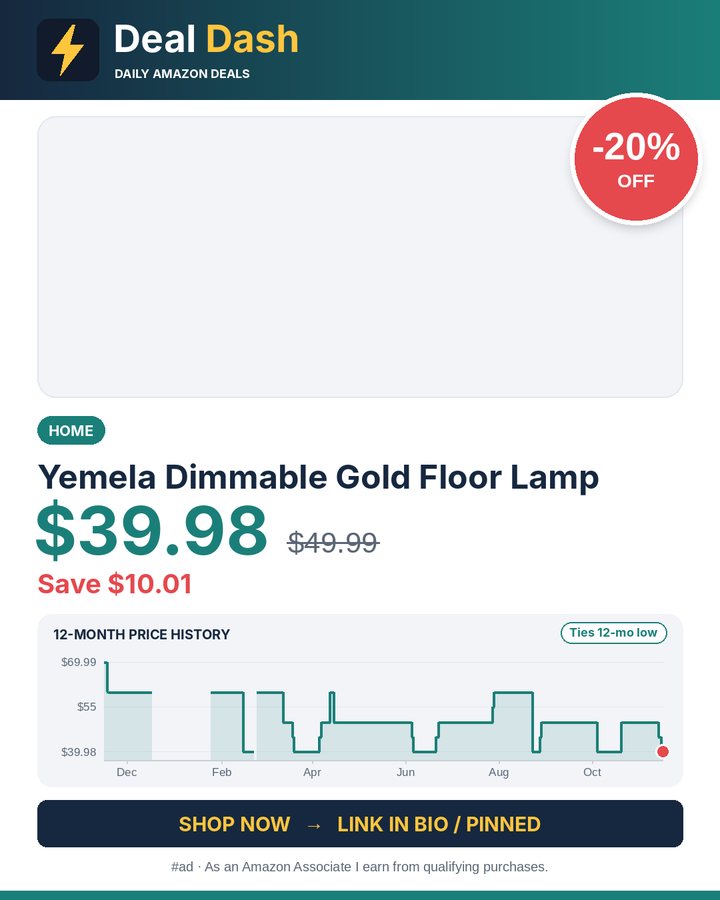 Deal Dash
DAILY AMAZON DEALS
-20%
OFF
HOME
Yemela Dimmable Gold Floor Lamp
$39.98 $49.99
Save $10.01
12-MONTH PRICE HISTORY
Ties 12-mo low
$69.99
$55
$39.98
Dec Feb Apr Jun Aug Oct
SHOP NOW → LINK IN BIO / PINNED
#ad · As an Amazon Associate I earn from qualifying purchases.